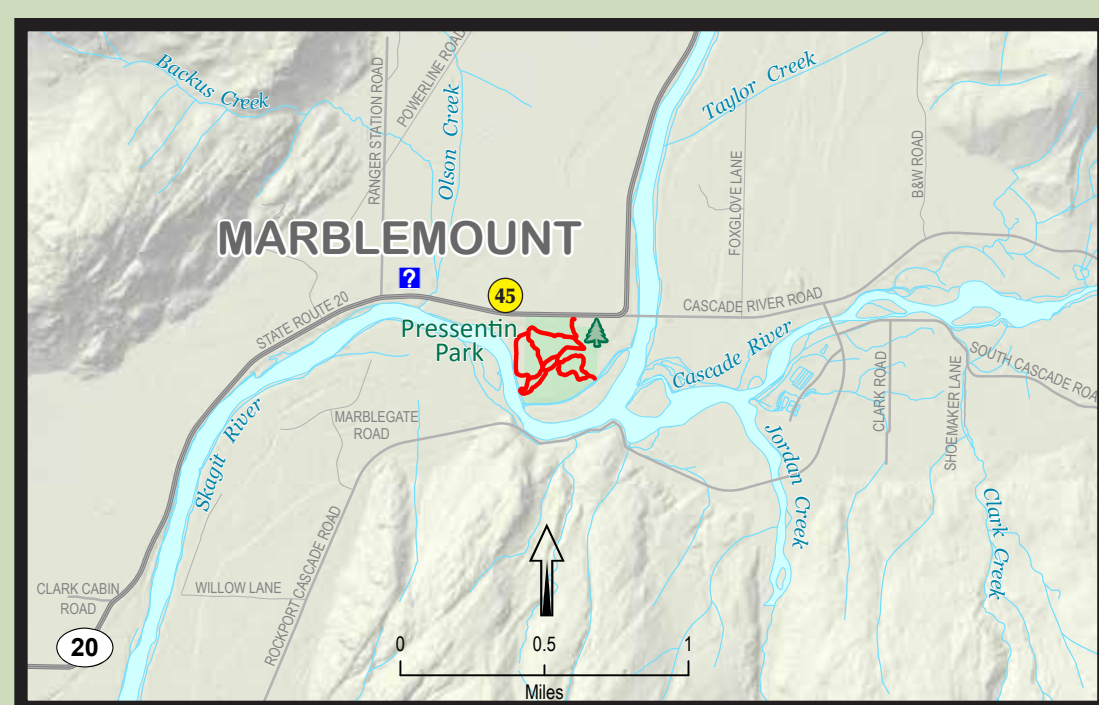 Backus Creek
RANGER STATION ROAD
POWERLINE ROAD
Olson Creek
Taylor Creek
FOXGLOVE LANE
B&W ROAD
MARBLEMOUNT
?
45
STATE ROUTE 20
Pressentin
Park
CASCADE RIVER ROAD
Cascade River
SOUTH CASCADE ROA
CLARK ROAD
SHOEMAKER LANE
MARBLEGATE
ROAD
Skagit River
Jordan Creek
Clark Creek
CLARK CABIN
ROAD
WILLOW LANE
ROCKPORT CASCADE ROAD
20
0 0.5 1
Miles